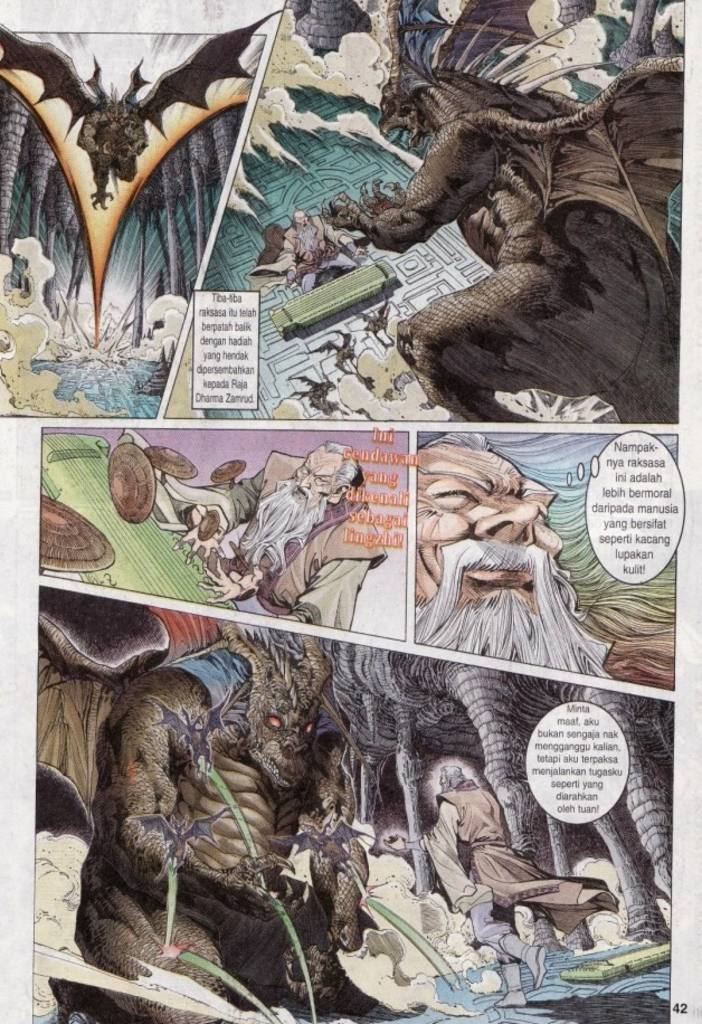 Tiba-tiba
raksasa itu telah
berpatah balik
dengan hadiah
yang hendak
dipersembahkan
kepada Raja
Dharma Zamrud.
Ini
cendawan
yang
dikenali
sebagai
lingzhi!
Nampak-
nya raksasa
ini adalah
lebih bermoral
daripada manusia
yang bersifat
seperti kacang
lupakan
kulit!
Minta
maaf, aku
bukan sengaja nak
mengganggu kalian,
tetapi aku terpaksa
menjalankan tugasku
seperti yang
diarahkan
oleh tuan!
42